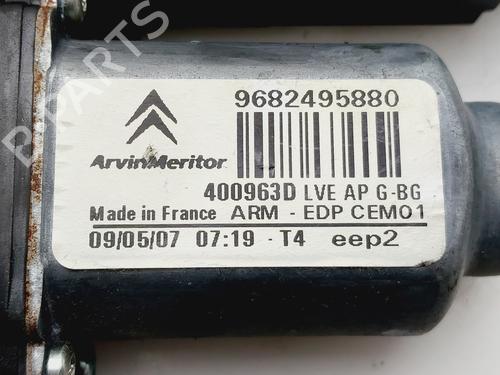 9682495880
ArvinMeritor
400963D LVE AP G-BG
Made in France ARM - EDP CEM01
09/05/07 07:19 - T4 eep2
B-PARTS